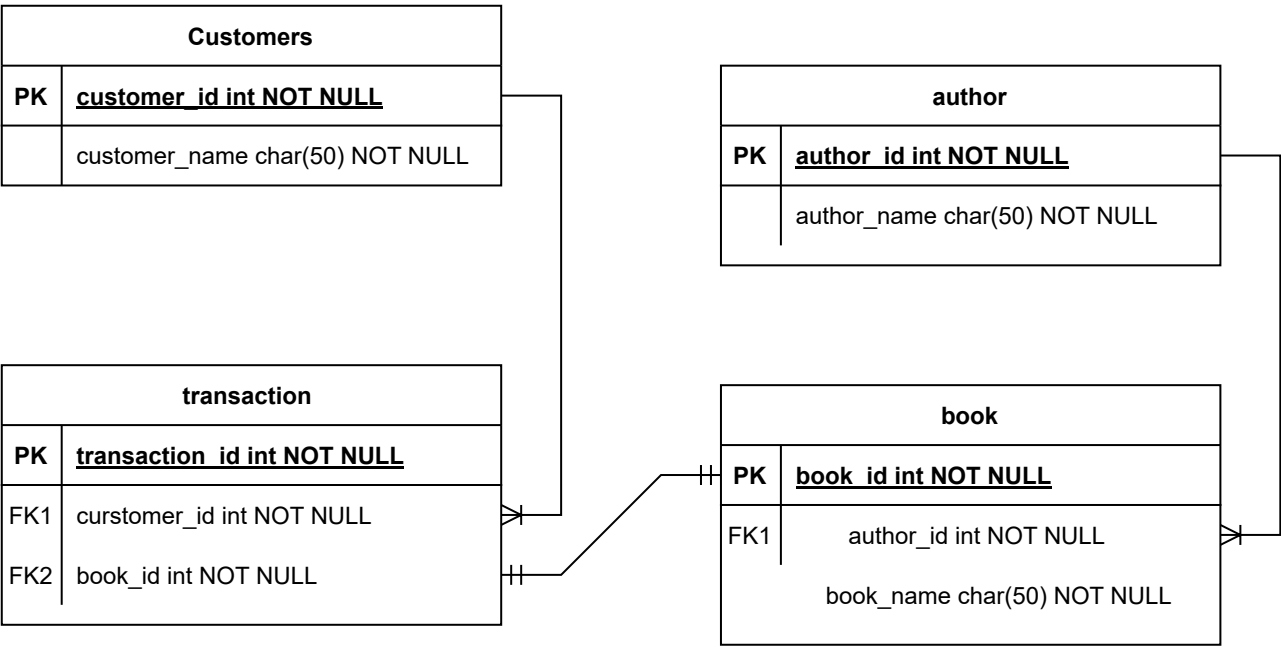 Customers
PK customer_id int NOT NULL
customer_name char(50) NOT NULL
author
PK author_id int NOT NULL
author_name char(50) NOT NULL
transaction
PK transaction_id int NOT NULL
FK1 curstomer_id int NOT NULL
FK2 book_id int NOT NULL
book
PK book_id int NOT NULL
FK1 author_id int NOT NULL
book_name char(50) NOT NULL